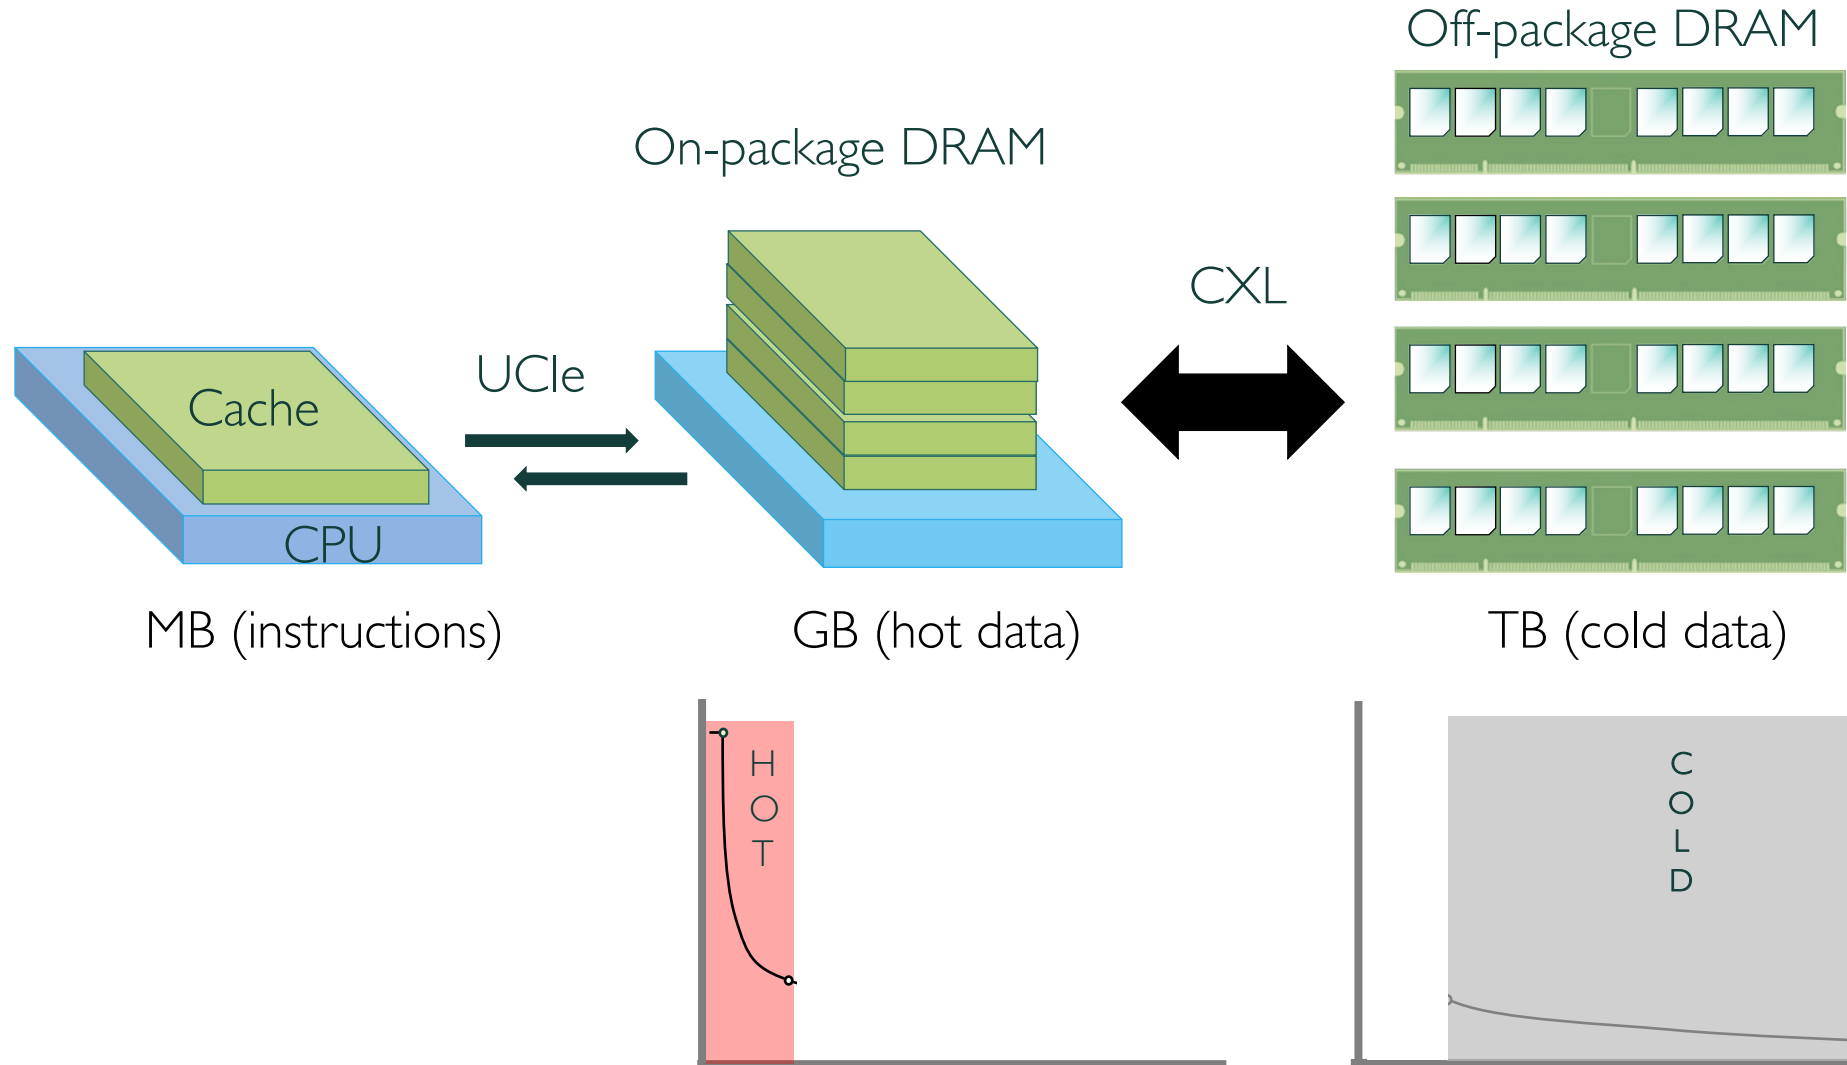 Off-package DRAM
On-package DRAM
CXL
UCIe
Cache
CPU
MB (instructions)
GB (hot data)
TB (cold data)
H
O
T
C
O
L
D